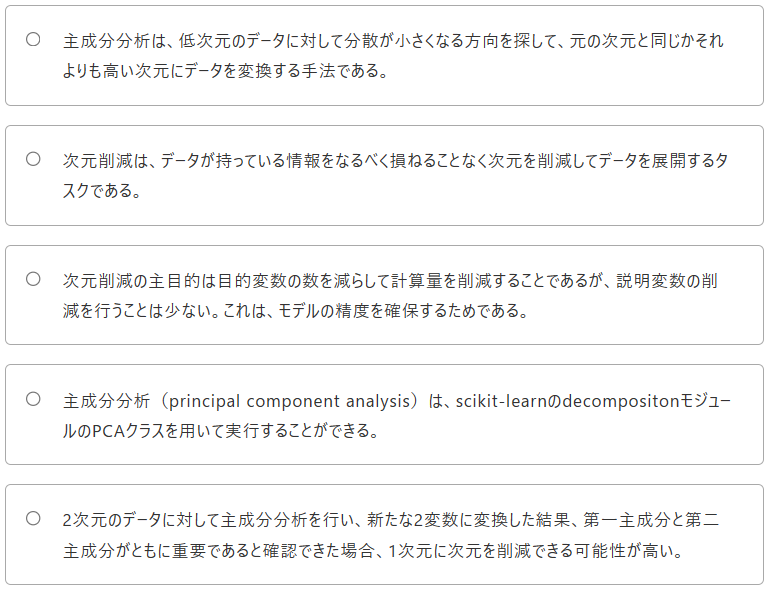 主成分分析は、低次元のデータに対して分散が小さくなる方向を探して、元の次元と同じかそれ
よりも高い次元にデータを変換する手法である。
次元削減は、データが持っている情報をなるべく損ねることなく次元を削減してデータを展開するタ
スクである。
次元削減の主目的は目的変数の数を減らして計算量を削減することであるが、説明変数の削
減を行うことは少ない。これは、モデルの精度を確保するためである。
主成分分析（principal component analysis）は、scikit-learnのdecompositonモジュー
ルのPCAクラスを用いて実行することができる。
2次元のデータに対して主成分分析を行い、新たな2変数に変換した結果、第一主成分と第二
主成分がともに重要であると確認できた場合、1次元に次元を削減できる可能性が高い。